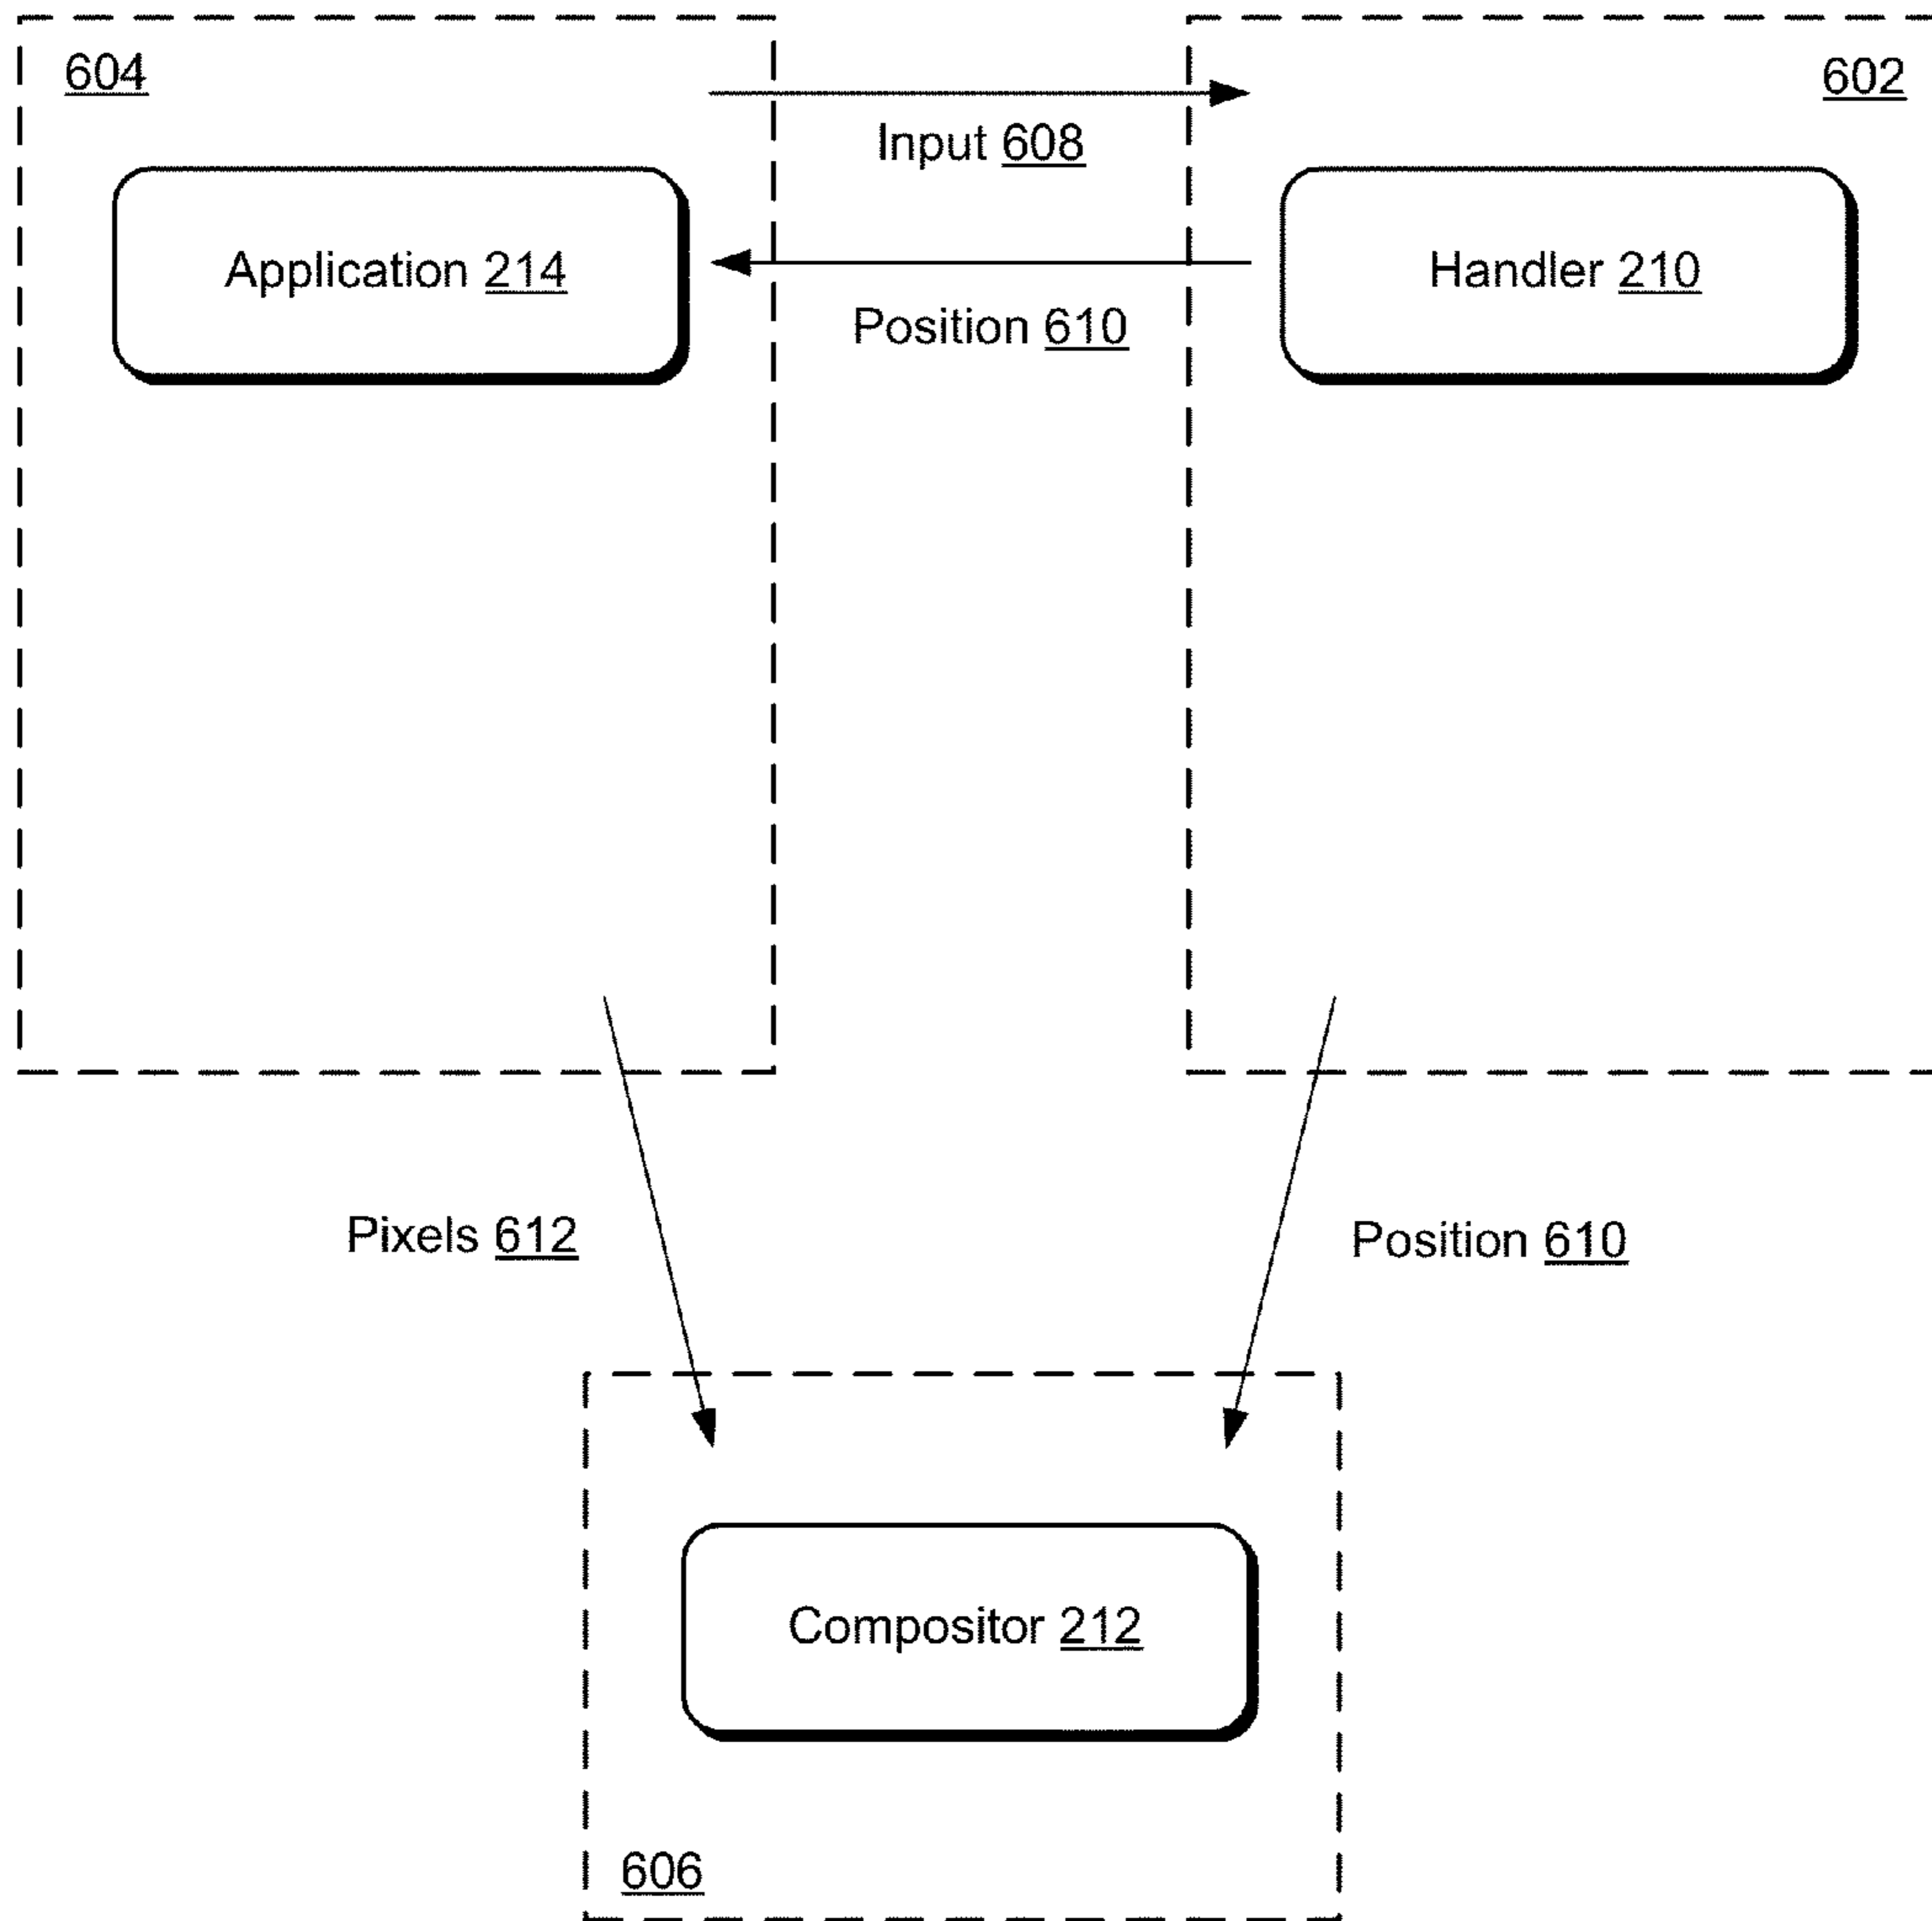 604
602
Input 608
Application 214
Handler 210
Position 610
Pixels 612
Position 610
Compositor 212
606